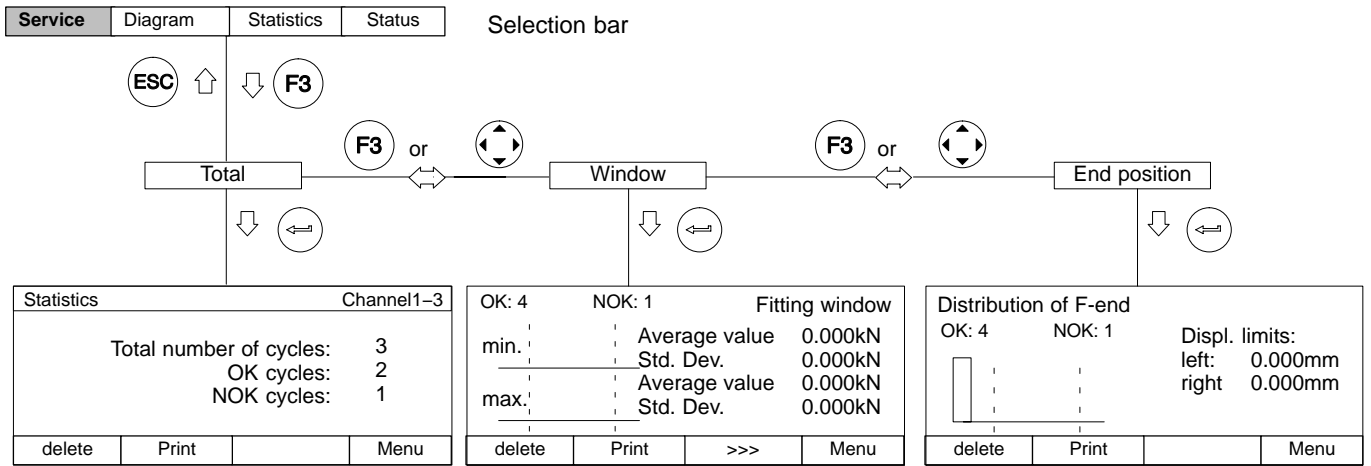 Service Diagram Statistics Status Selection bar
ESC F3
F3 or F3 or
Total Window End position
Statistics Channel1–3
Total number of cycles: 3
OK cycles: 2
NOK cycles: 1
delete Print Menu
OK: 4 NOK: 1 Fitting window
min. Average value 0.000kN
Std. Dev. 0.000kN
max. Average value 0.000kN
Std. Dev. 0.000kN
delete Print >>> Menu
Distribution of F-end
OK: 4 NOK: 1 Displ. limits:
left: 0.000mm
right 0.000mm
delete Print Menu